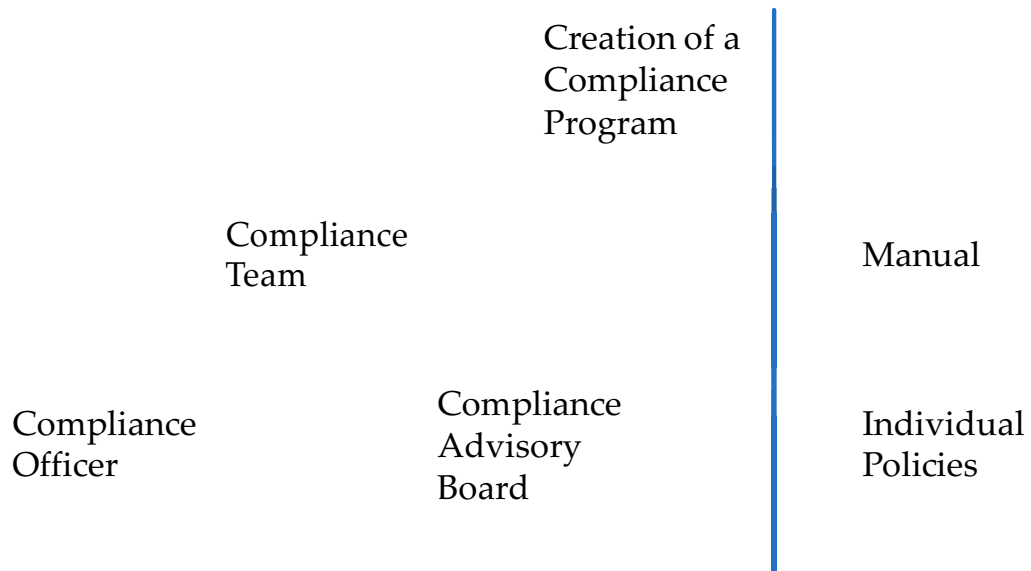 Creation of a
Compliance
Program
Compliance
Team
Manual
Compliance
Officer
Compliance
Advisory
Board
Individual
Policies